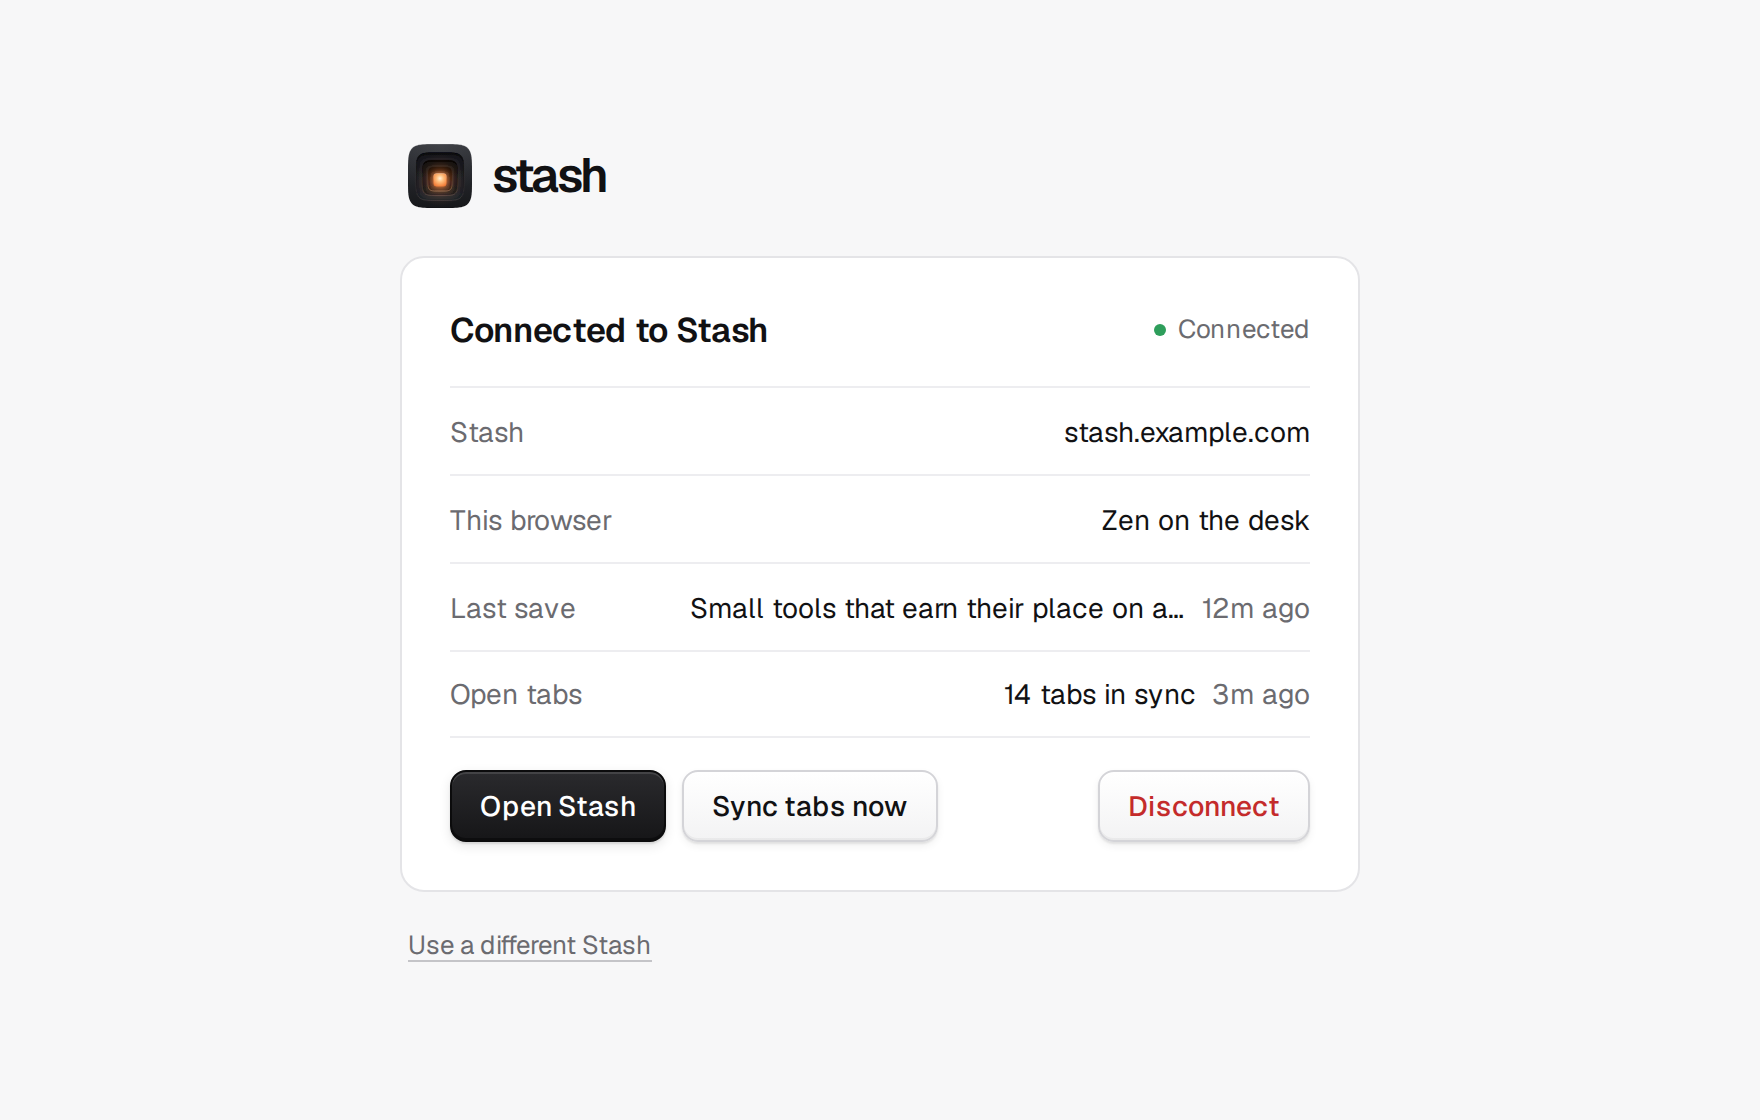 stash
Connected to Stash
Connected
Stash
stash.example.com
This browser
Zen on the desk
Last save
Small tools that earn their place on a… 12m ago
Open tabs
14 tabs in sync 3m ago
Open Stash
Sync tabs now
Disconnect
Use a different Stash